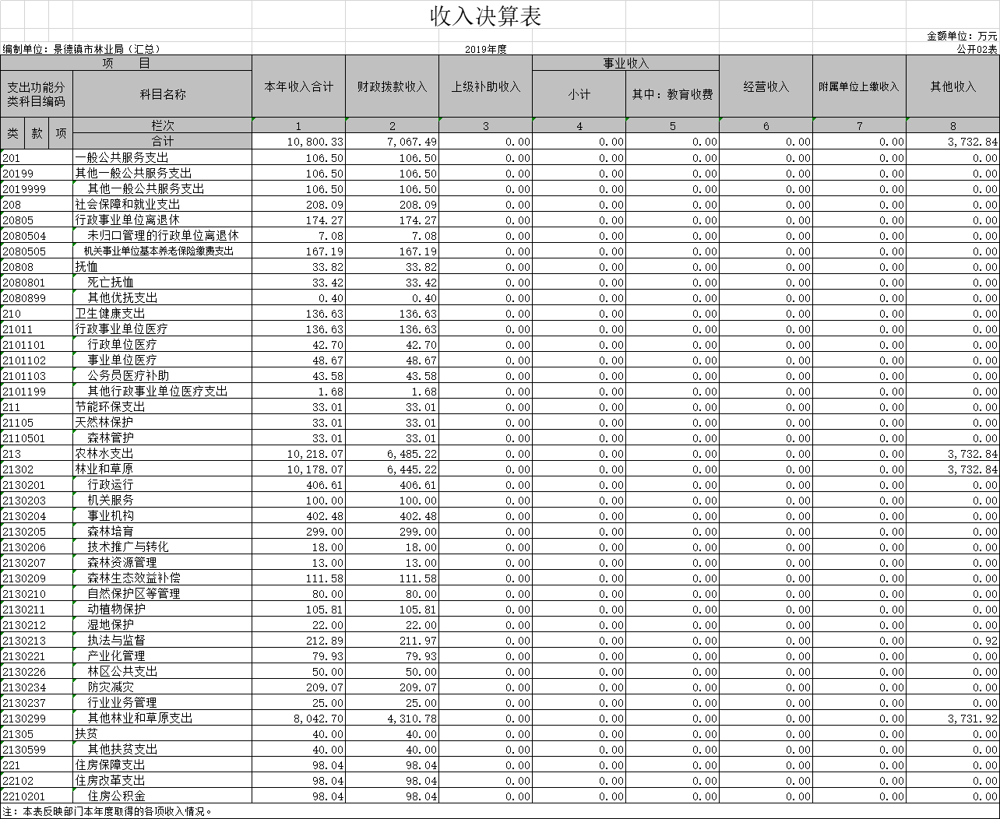 收入决算表
金额单位：万元
编制单位：景德镇市林业局（汇总） 2019年度 公开02表
项 目 本年收入合计 财政拨款收入 上级补助收入 事业收入 经营收入 附属单位上缴收入 其他收入
支出功能分类科目编码 科目名称 小计 其中：教育收费
类 款 项 栏次 1 2 3 4 5 6 7 8
合计 10,800.33 7,067.49 0.00 0.00 0.00 0.00 0.00 3,732.84
201 一般公共服务支出 106.50 106.50 0.00 0.00 0.00 0.00 0.00 0.00
20199 其他一般公共服务支出 106.50 106.50 0.00 0.00 0.00 0.00 0.00 0.00
2019999 其他一般公共服务支出 106.50 106.50 0.00 0.00 0.00 0.00 0.00 0.00
208 社会保障和就业支出 208.09 208.09 0.00 0.00 0.00 0.00 0.00 0.00
20805 行政事业单位离退休 174.27 174.27 0.00 0.00 0.00 0.00 0.00 0.00
2080504 未归口管理的行政单位离退休 7.08 7.08 0.00 0.00 0.00 0.00 0.00 0.00
2080505 机关事业单位基本养老保险缴费支出 167.19 167.19 0.00 0.00 0.00 0.00 0.00 0.00
20808 抚恤 33.82 33.82 0.00 0.00 0.00 0.00 0.00 0.00
2080801 死亡抚恤 33.42 33.42 0.00 0.00 0.00 0.00 0.00 0.00
2080899 其他优抚支出 0.40 0.40 0.00 0.00 0.00 0.00 0.00 0.00
210 卫生健康支出 136.63 136.63 0.00 0.00 0.00 0.00 0.00 0.00
21011 行政事业单位医疗 136.63 136.63 0.00 0.00 0.00 0.00 0.00 0.00
2101101 行政单位医疗 42.70 42.70 0.00 0.00 0.00 0.00 0.00 0.00
2101102 事业单位医疗 48.67 48.67 0.00 0.00 0.00 0.00 0.00 0.00
2101103 公务员医疗补助 43.58 43.58 0.00 0.00 0.00 0.00 0.00 0.00
2101199 其他行政事业单位医疗支出 1.68 1.68 0.00 0.00 0.00 0.00 0.00 0.00
211 节能环保支出 33.01 33.01 0.00 0.00 0.00 0.00 0.00 0.00
21105 天然林保护 33.01 33.01 0.00 0.00 0.00 0.00 0.00 0.00
2110501 森林管护 33.01 33.01 0.00 0.00 0.00 0.00 0.00 0.00
213 农林水支出 10,218.07 6,485.22 0.00 0.00 0.00 0.00 0.00 3,732.84
21302 林业和草原 10,178.07 6,445.22 0.00 0.00 0.00 0.00 0.00 3,732.84
2130201 行政运行 406.61 406.61 0.00 0.00 0.00 0.00 0.00 0.00
2130203 机关服务 100.00 100.00 0.00 0.00 0.00 0.00 0.00 0.00
2130204 事业机构 402.48 402.48 0.00 0.00 0.00 0.00 0.00 0.00
2130205 森林培育 299.00 299.00 0.00 0.00 0.00 0.00 0.00 0.00
2130206 技术推广与转化 18.00 18.00 0.00 0.00 0.00 0.00 0.00 0.00
2130207 森林资源管理 13.00 13.00 0.00 0.00 0.00 0.00 0.00 0.00
2130209 森林生态效益补偿 111.58 111.58 0.00 0.00 0.00 0.00 0.00 0.00
2130210 自然保护区等管理 80.00 80.00 0.00 0.00 0.00 0.00 0.00 0.00
2130211 动植物保护 105.81 105.81 0.00 0.00 0.00 0.00 0.00 0.00
2130212 湿地保护 22.00 22.00 0.00 0.00 0.00 0.00 0.00 0.00
2130213 执法与监督 212.89 211.97 0.00 0.00 0.00 0.00 0.00 0.92
2130221 产业化管理 79.93 79.93 0.00 0.00 0.00 0.00 0.00 0.00
2130226 林区公共支出 50.00 50.00 0.00 0.00 0.00 0.00 0.00 0.00
2130234 防灾减灾 209.07 209.07 0.00 0.00 0.00 0.00 0.00 0.00
2130237 行业业务管理 25.00 25.00 0.00 0.00 0.00 0.00 0.00 0.00
2130299 其他林业和草原支出 8,042.70 4,310.78 0.00 0.00 0.00 0.00 0.00 3,731.92
21305 扶贫 40.00 40.00 0.00 0.00 0.00 0.00 0.00 0.00
2130599 其他扶贫支出 40.00 40.00 0.00 0.00 0.00 0.00 0.00 0.00
221 住房保障支出 98.04 98.04 0.00 0.00 0.00 0.00 0.00 0.00
22102 住房改革支出 98.04 98.04 0.00 0.00 0.00 0.00 0.00 0.00
2210201 住房公积金 98.04 98.04 0.00 0.00 0.00 0.00 0.00 0.00
注：本表反映部门本年度取得的各项收入情况。